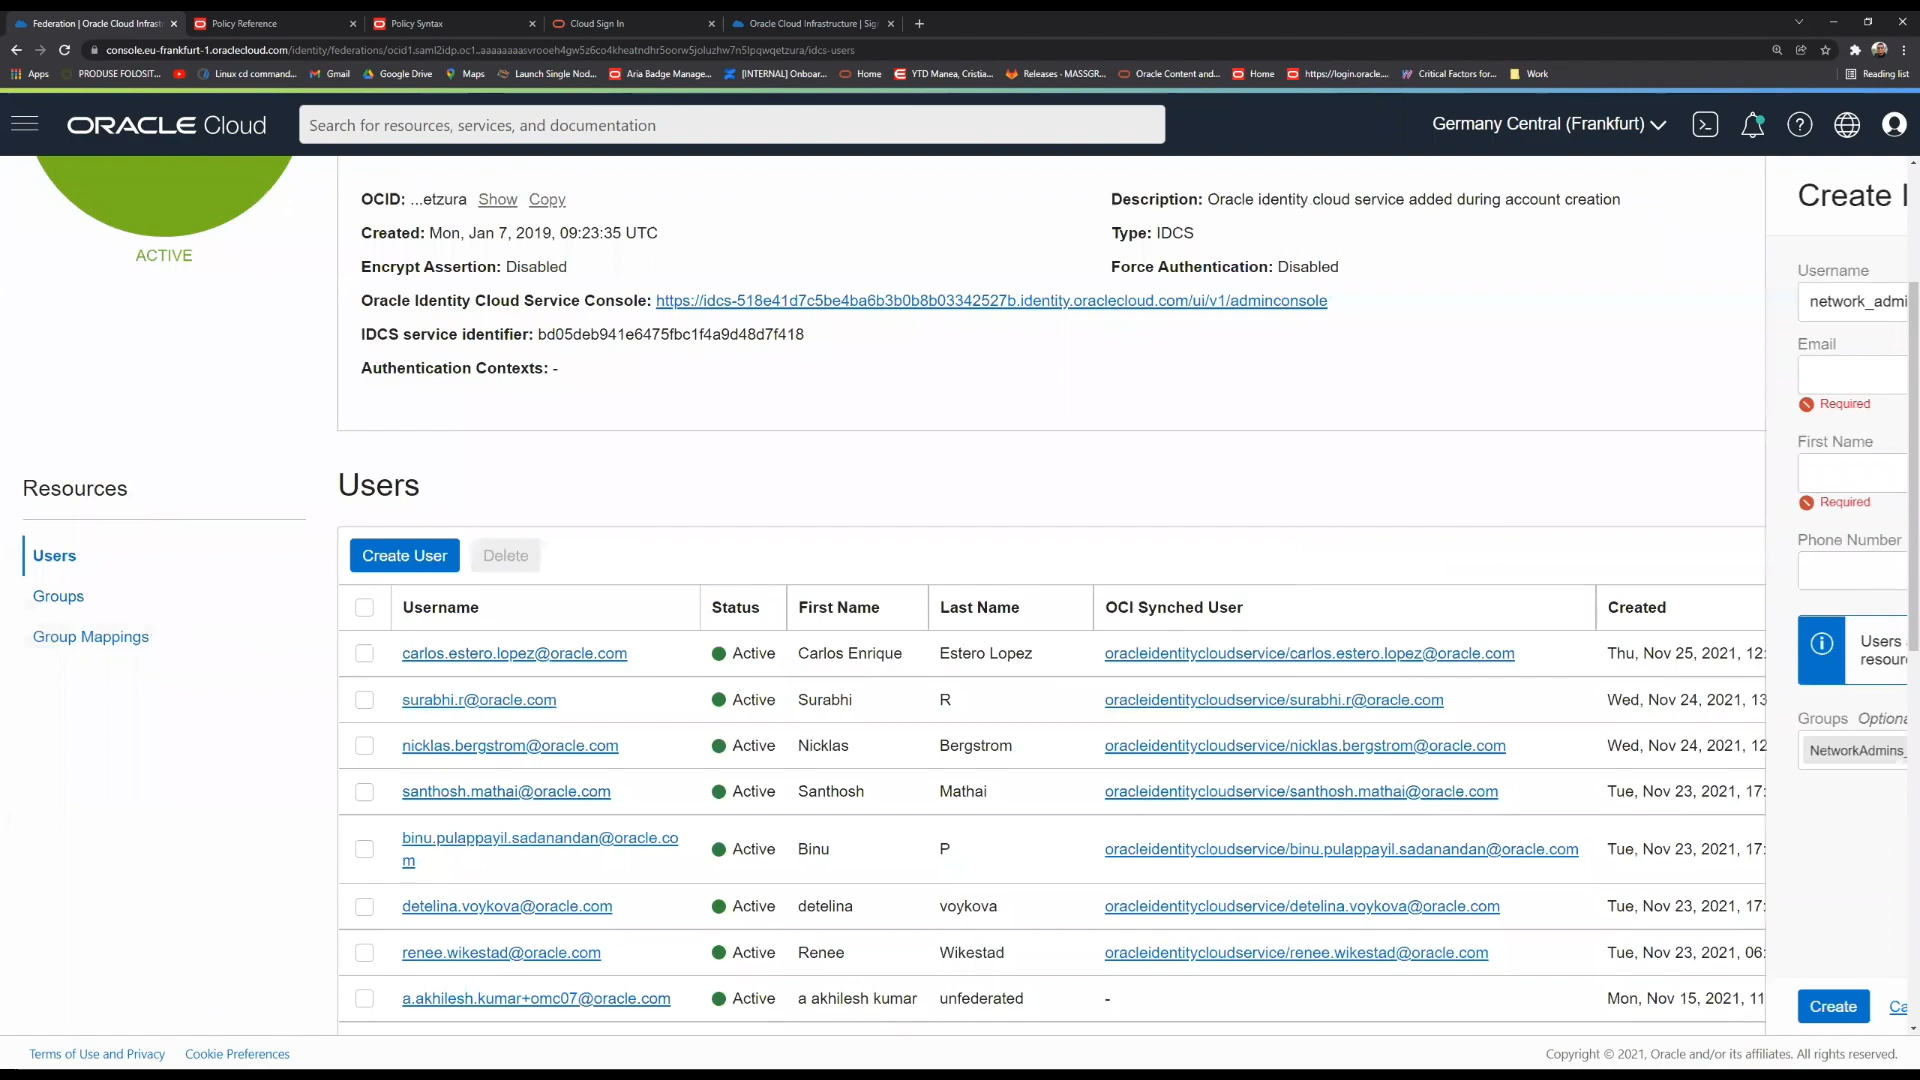 Federation | Oracle Cloud Infrast
Policy Reference
Policy Syntax
Cloud Sign In
Oracle Cloud Infrastructure | Sig
console.eu-frankfurt-1.oraclecloud.com/identity/federations/ocid1.saml2idp.oc1..aaaaaaaasvrooeh4gw5z6co4kheatndhr5oorw5joluzhw7n5lpqwqetzura/idcs-users
Apps
PRODUSE FOLOSIT...
Linux cd command...
Gmail
Google Drive
Maps
Launch Single Nod...
Aria Badge Manage...
[INTERNAL] Onboar...
Home
YTD Manea, Cristia...
Releases - MASSGR...
Oracle Content and...
Home
https://login.oracle....
Critical Factors for...
Work
Reading list
ORACLE Cloud
Search for resources, services, and documentation
Germany Central (Frankfurt)
ACTIVE
OCID: ...etzura Show Copy
Description: Oracle identity cloud service added during account creation
Created: Mon, Jan 7, 2019, 09:23:35 UTC
Type: IDCS
Encrypt Assertion: Disabled
Force Authentication: Disabled
Oracle Identity Cloud Service Console: https://idcs-518e41d7c5be4ba6b3b0b8b03342527b.identity.oraclecloud.com/ui/v1/adminconsole
IDCS service identifier: bd05deb941e6475fbc1f4a9d48d7f418
Authentication Contexts: -
Resources
Users
Groups
Group Mappings
Users
Create User
Delete
Username Status First Name Last Name OCI Synched User Created
carlos.estero.lopez@oracle.com Active Carlos Enrique Estero Lopez oracleidentitycloudservice/carlos.estero.lopez@oracle.com Thu, Nov 25, 2021, 12:
surabhi.r@oracle.com Active Surabhi R oracleidentitycloudservice/surabhi.r@oracle.com Wed, Nov 24, 2021, 13
nicklas.bergstrom@oracle.com Active Nicklas Bergstrom oracleidentitycloudservice/nicklas.bergstrom@oracle.com Wed, Nov 24, 2021, 12
santhosh.mathai@oracle.com Active Santhosh Mathai oracleidentitycloudservice/santhosh.mathai@oracle.com Tue, Nov 23, 2021, 17:
binu.pulappayil.sadanandan@oracle.co
m
Active Binu P oracleidentitycloudservice/binu.pulappayil.sadanandan@oracle.com Tue, Nov 23, 2021, 17:
detelina.voykova@oracle.com Active detelina voykova oracleidentitycloudservice/detelina.voykova@oracle.com Tue, Nov 23, 2021, 17:
renee.wikestad@oracle.com Active Renee Wikestad oracleidentitycloudservice/renee.wikestad@oracle.com Tue, Nov 23, 2021, 06:
a.akhilesh.kumar+omc07@oracle.com Active a akhilesh kumar unfederated - Mon, Nov 15, 2021, 11
Create
Username
network_admi
Email
Required
First Name
Required
Phone Number
Users
resour
Groups Optiona
NetworkAdmins_
Create
Ca
Terms of Use and Privacy
Cookie Preferences
Copyright © 2021, Oracle and/or its affiliates. All rights reserved.